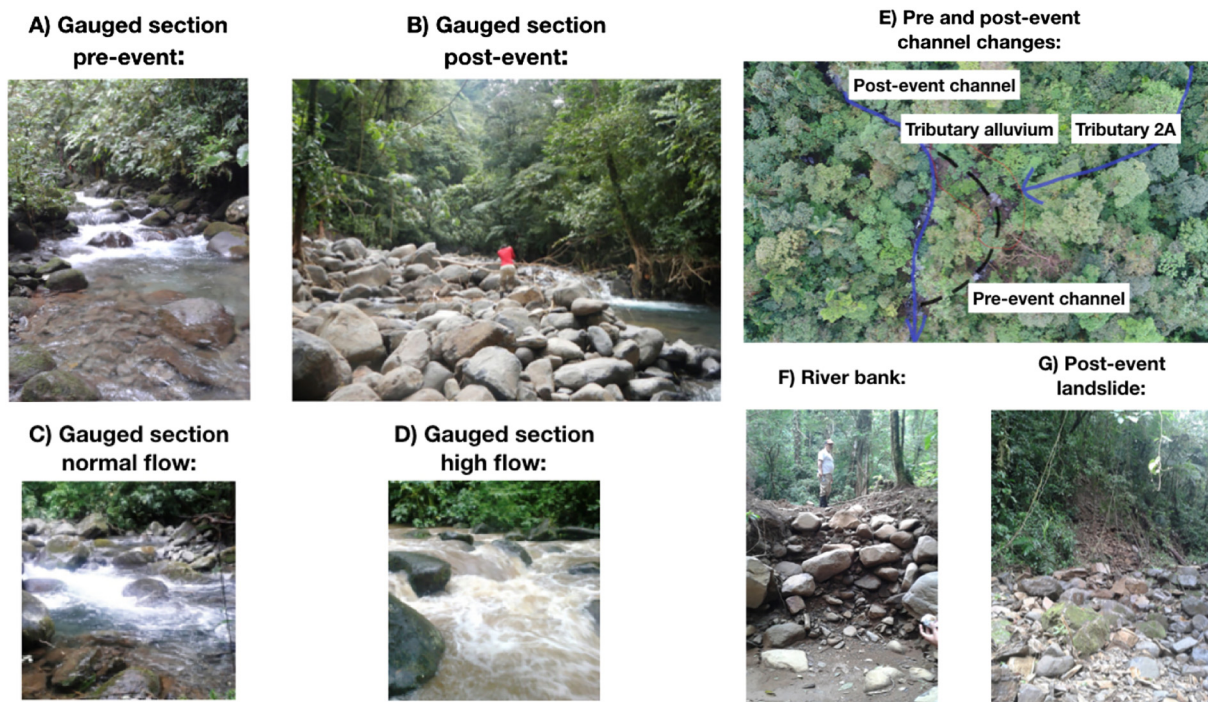 A) Gauged section
pre-event:
B) Gauged section
post-event:
C) Gauged section
normal flow:
D) Gauged section
high flow:
E) Pre and post-event
channel changes:
Post-event channel
Tributary alluvium
Tributary 2A
Pre-event channel
F) River bank:
G) Post-event
landslide: